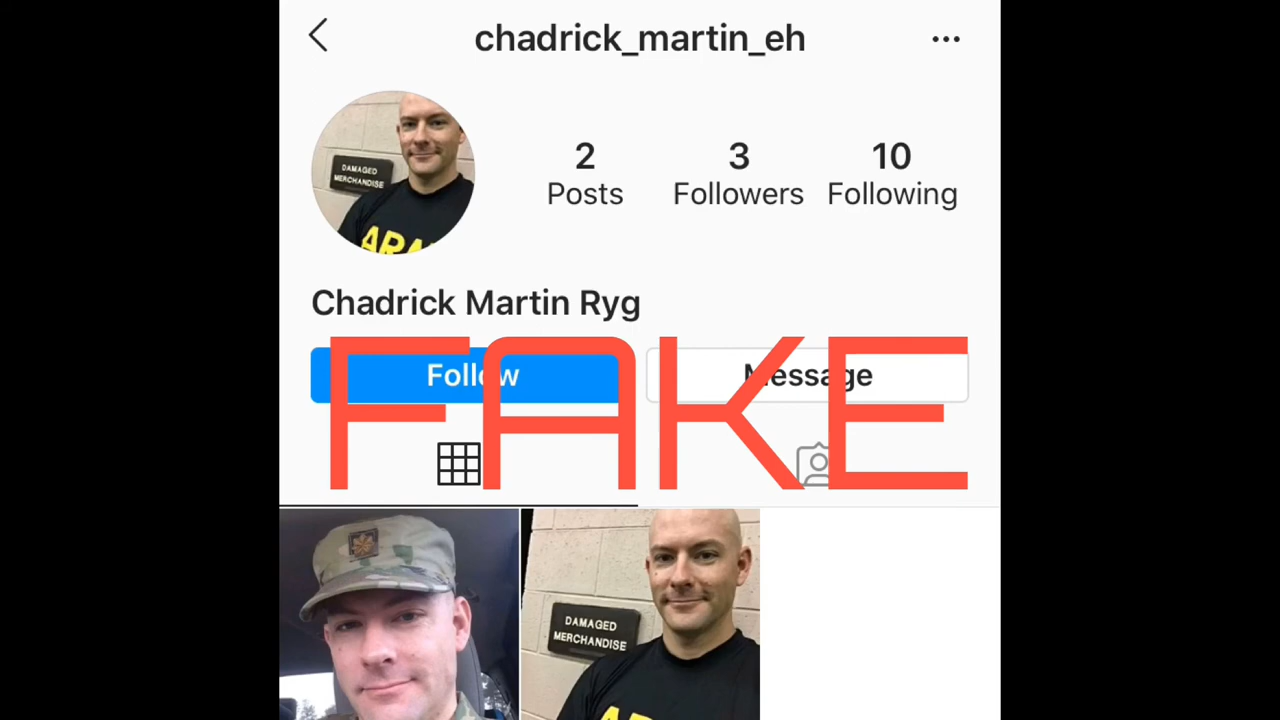 chadrick_martin_eh
DAMAGED
MERCHANDISE
2
Posts
3
Followers
10
Following
Chadrick Martin Ryg
Follow
Message
FAKE
DAMAGED
MERCHANDISE